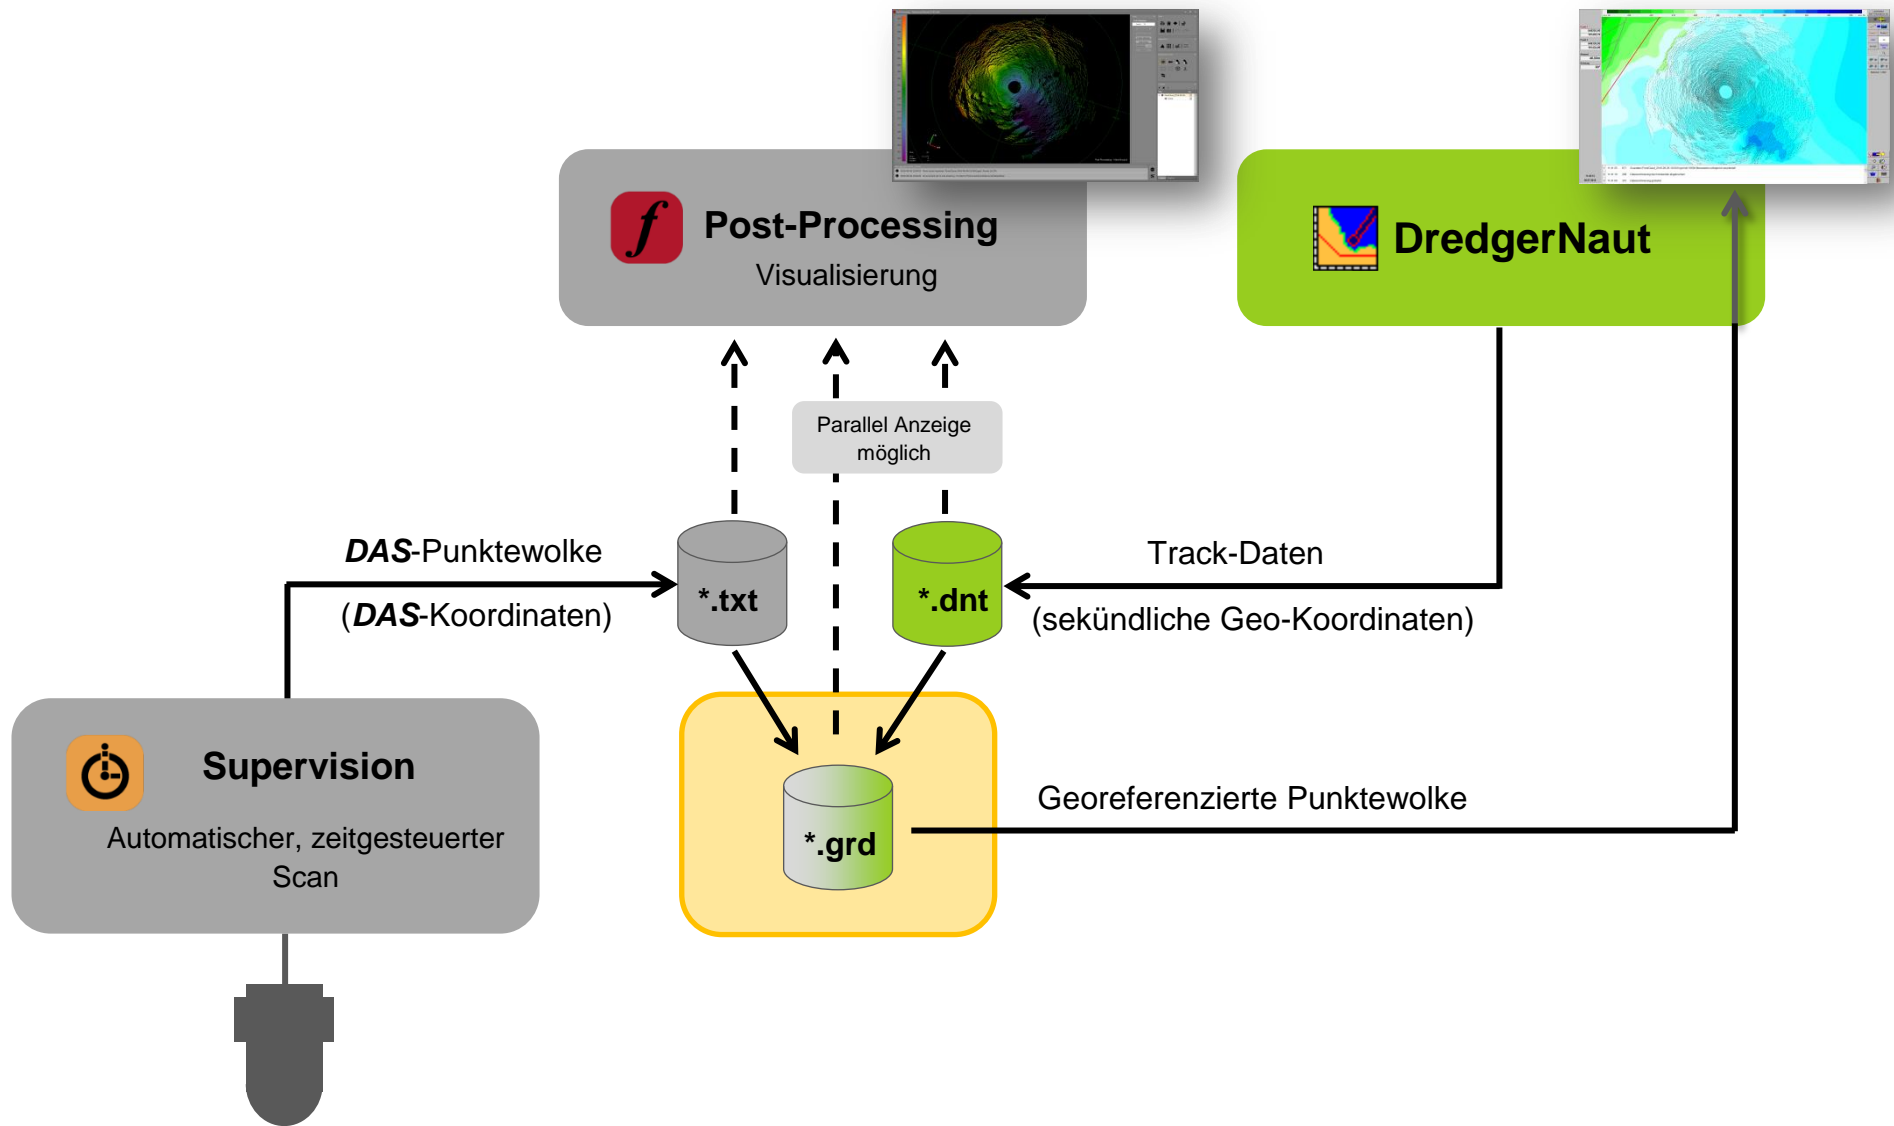 Post-Processing
Visualisierung
DredgerNaut
Parallel Anzeige
möglich
DAS-Punktewolke
(DAS-Koordinaten)
*.txt
*.dnt
Track-Daten
(sekündliche Geo-Koordinaten)
Supervision
Automatischer, zeitgesteuerter
Scan
*.grd
Georeferenzierte Punktewolke